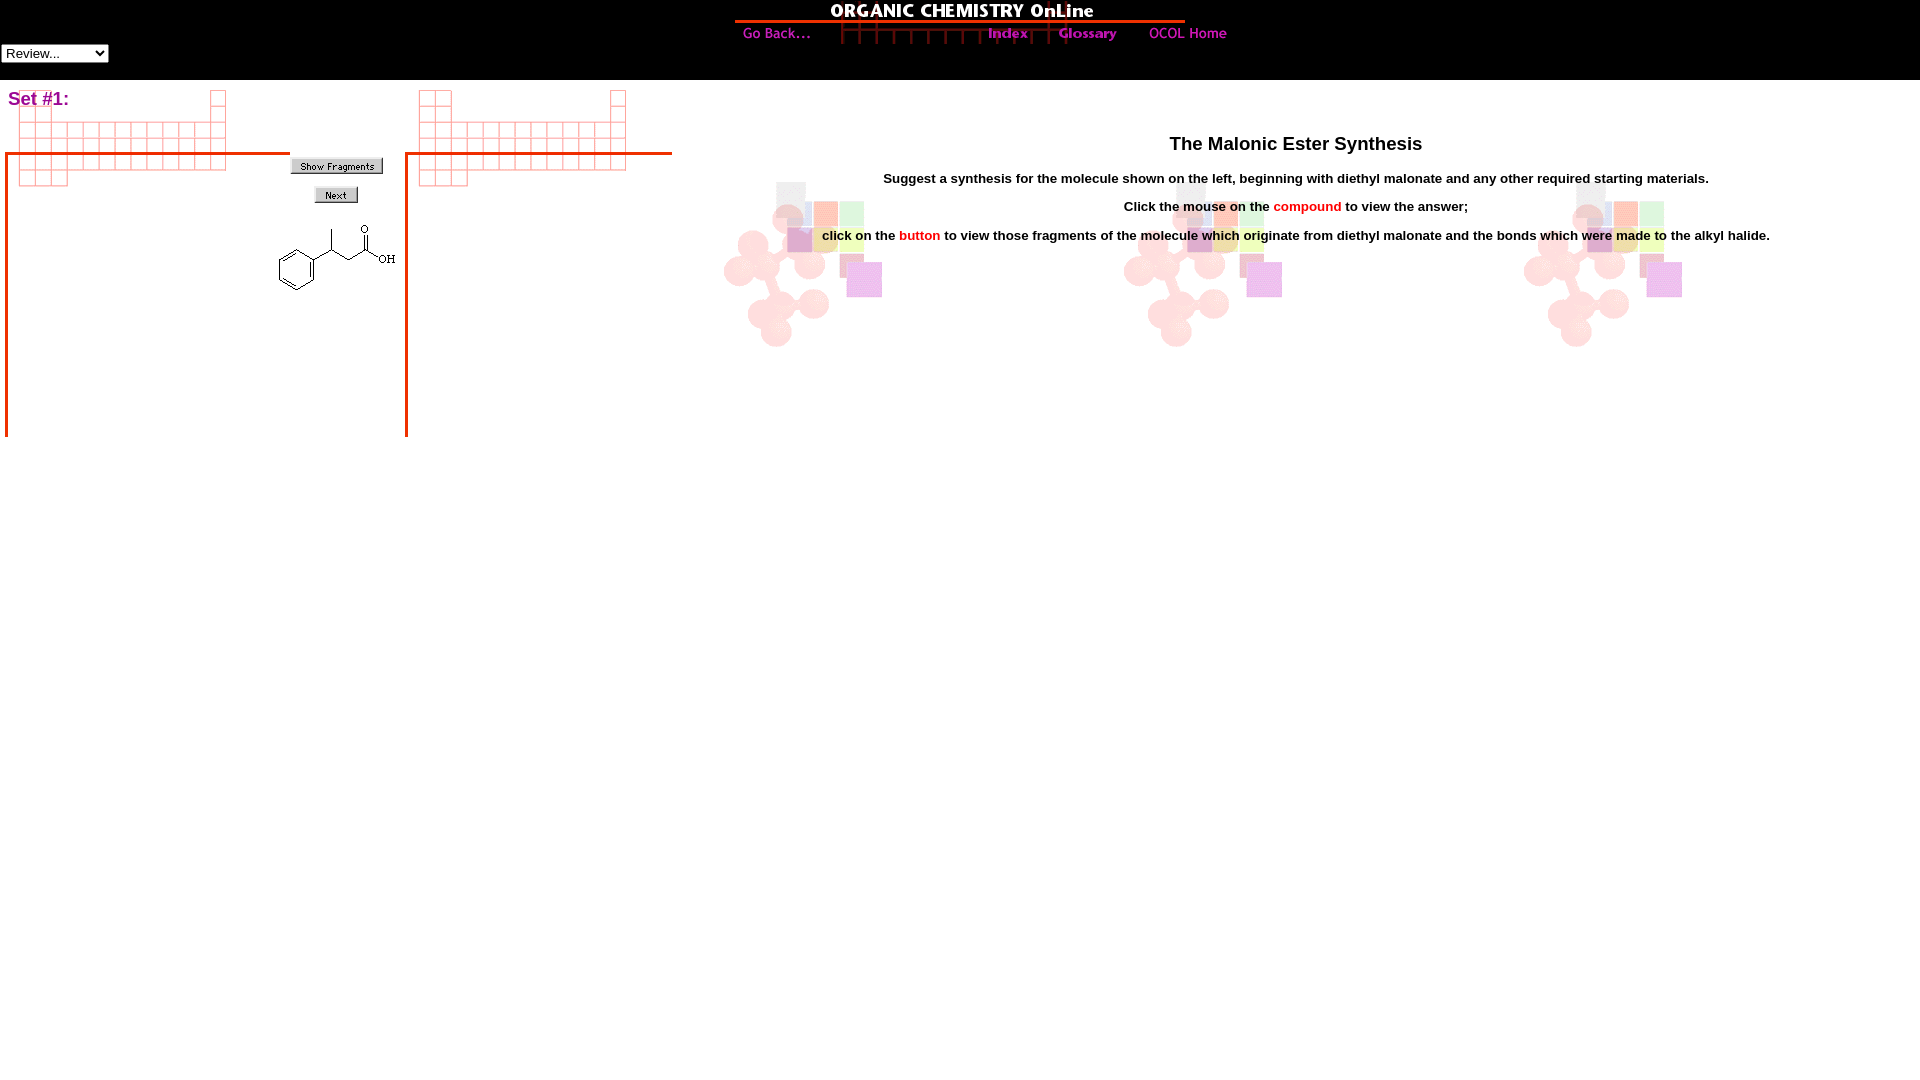 ORGANIC CHEMISTRY OnLine
Go Back... Index Glossary OCOL Home
Review...
Set #1:
Show Fragments
Next
O
OH
The Malonic Ester Synthesis
Suggest a synthesis for the molecule shown on the left, beginning with diethyl malonate and any other required starting materials.
Click the mouse on the compound to view the answer;
click on the button to view those fragments of the molecule which originate from diethyl malonate and the bonds which were made to the alkyl halide.